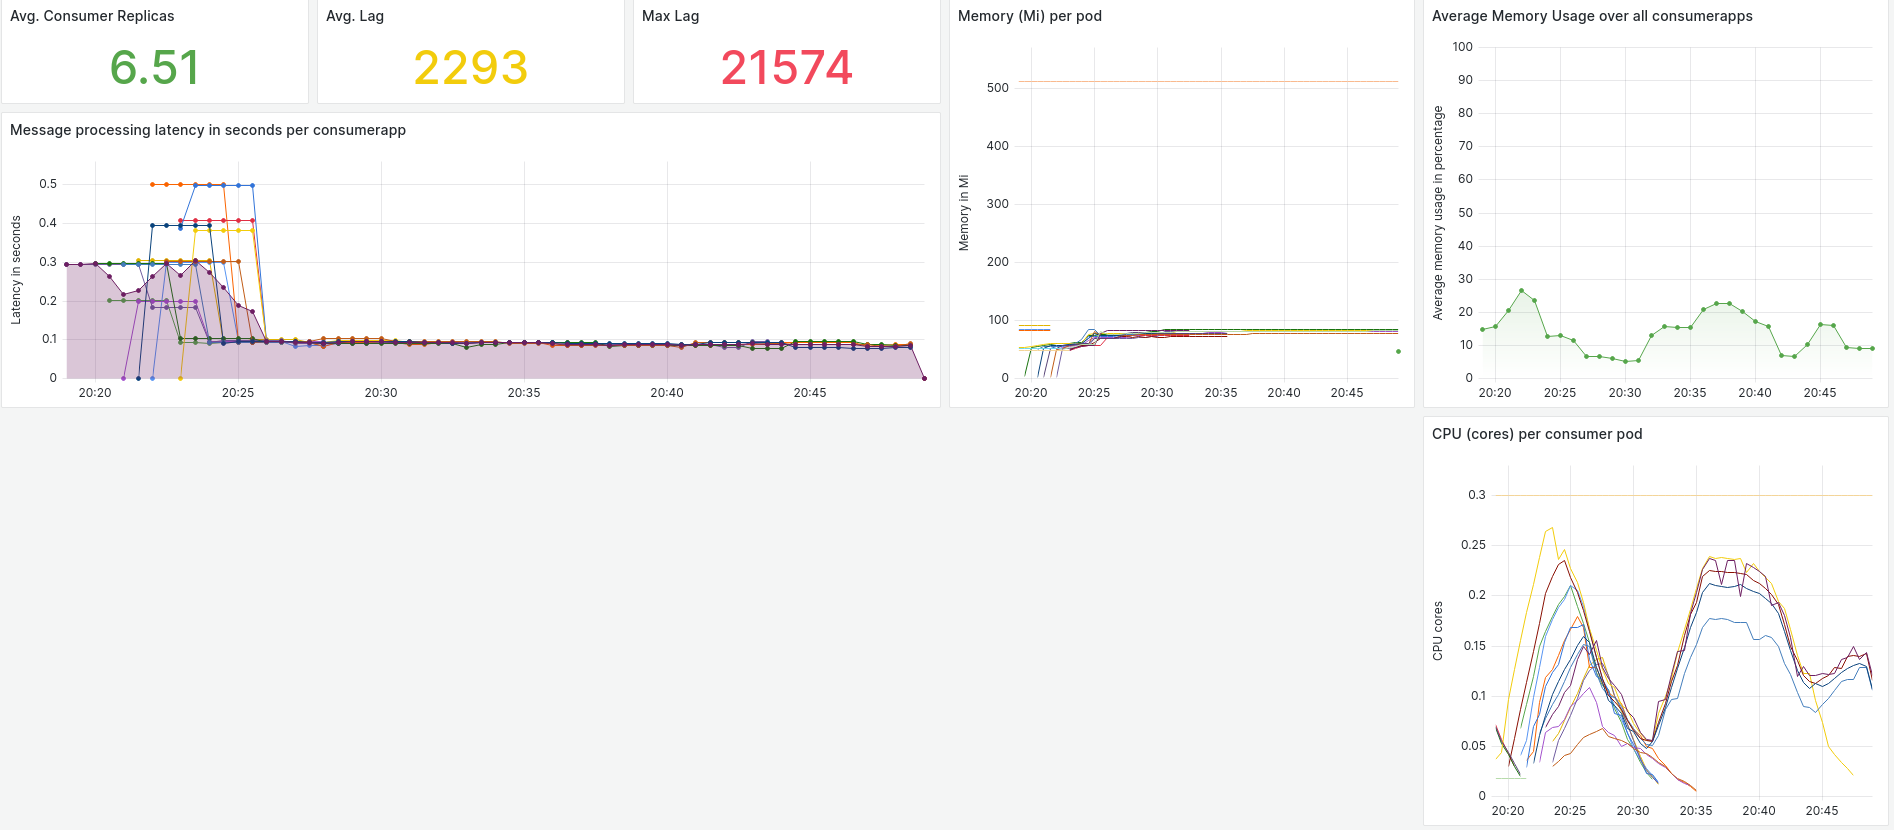 Avg. Consumer Replicas
6.51
Avg. Lag
2293
Max Lag
21574
Message processing latency in seconds per consumerapp
Latency in seconds
0.5
0.4
0.3
0.2
0.1
0
20:20 20:25 20:30 20:35 20:40 20:45
Memory (Mi) per pod
Memory in Mi
500
400
300
200
100
0
20:20 20:25 20:30 20:35 20:40 20:45
Average Memory Usage over all consumerapps
Average memory usage in percentage
100
90
80
70
60
50
40
30
20
10
0
20:20 20:25 20:30 20:35 20:40 20:45
CPU (cores) per consumer pod
CPU cores
0.3
0.25
0.2
0.15
0.1
0.05
0
20:20 20:25 20:30 20:35 20:40 20:45